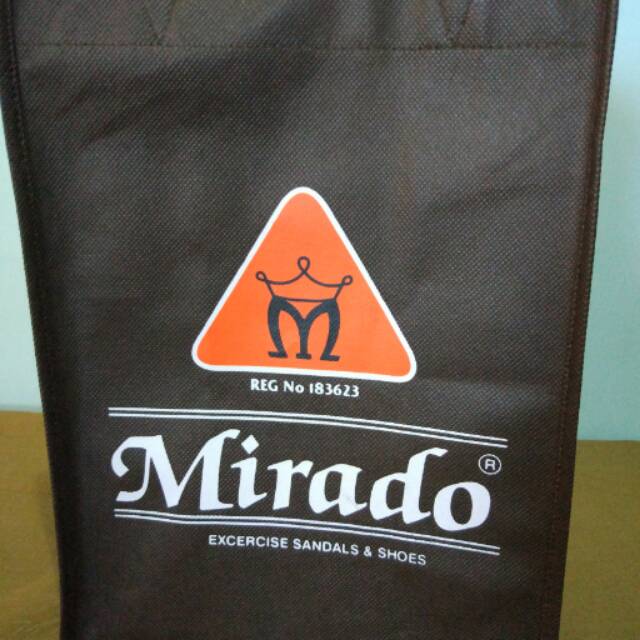 M
REG No 183623
Mirado ®
EXCERCISE SANDALS & SHOES